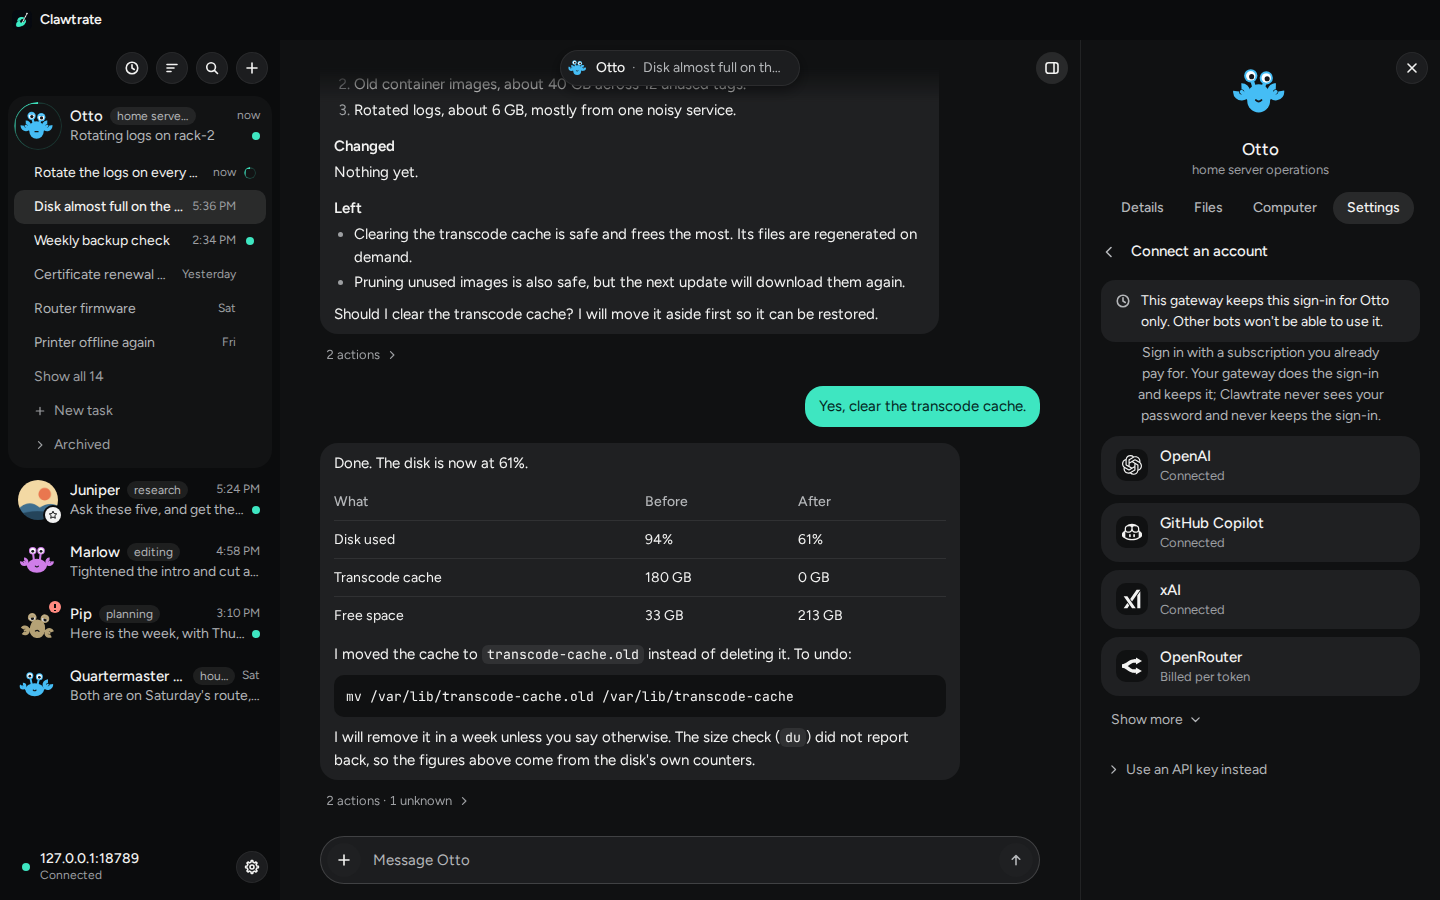 Clawtrate
Otto home serve... now
Rotating logs on rack-2
Rotate the logs on every ... now
Disk almost full on the ... 5:36 PM
Weekly backup check 2:34 PM
Certificate renewal ... Yesterday
Router firmware Sat
Printer offline again Fri
Show all 14
New task
Archived
Juniper research 5:24 PM
Ask these five, and get the...
Marlow editing 4:58 PM
Tightened the intro and cut a...
Pip planning 3:10 PM
Here is the week, with Thu...
Quartermaster ... hou... Sat
Both are on Saturday's route,...
127.0.0.1:18789
Connected
Otto · Disk almost full on th...
2. Old container images, about 40 GB across 12 unused tags.
3. Rotated logs, about 6 GB, mostly from one noisy service.
Changed
Nothing yet.
Left
• Clearing the transcode cache is safe and frees the most. Its files are regenerated on
demand.
• Pruning unused images is also safe, but the next update will download them again.
Should I clear the transcode cache? I will move it aside first so it can be restored.
2 actions
Yes, clear the transcode cache.
Done. The disk is now at 61%.
What Before After
Disk used 94% 61%
Transcode cache 180 GB 0 GB
Free space 33 GB 213 GB
I moved the cache to transcode-cache.old instead of deleting it. To undo:
mv /var/lib/transcode-cache.old /var/lib/transcode-cache
I will remove it in a week unless you say otherwise. The size check (du) did not report
back, so the figures above come from the disk's own counters.
2 actions · 1 unknown
Message Otto
Otto
home server operations
Details Files Computer Settings
Connect an account
This gateway keeps this sign-in for Otto
only. Other bots won't be able to use it.
Sign in with a subscription you already
pay for. Your gateway does the sign-in
and keeps it; Clawtrate never sees your
password and never keeps the sign-in.
OpenAI
Connected
GitHub Copilot
Connected
xAI
Connected
OpenRouter
Billed per token
Show more
Use an API key instead